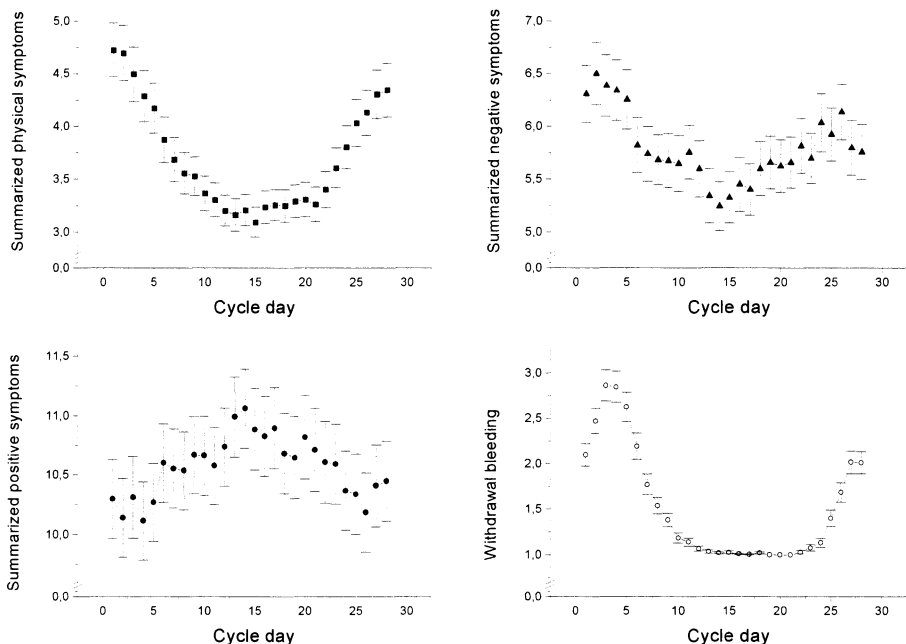 Summarized physical symptoms
5,0
4,5
4,0
3,5
3,0
0,0
0 5 10 15 20 25 30
Cycle day
Summarized negative symptoms
7,0
6,5
6,0
5,5
5,0
0,0
0 5 10 15 20 25 30
Cycle day
Summarized positive symptoms
11,5
11,0
10,5
10,0
0,0
0 5 10 15 20 25 30
Cycle day
Withdrawal bleeding
3,0
2,5
2,0
1,5
1,0
0,0
0 5 10 15 20 25 30
Cycle day